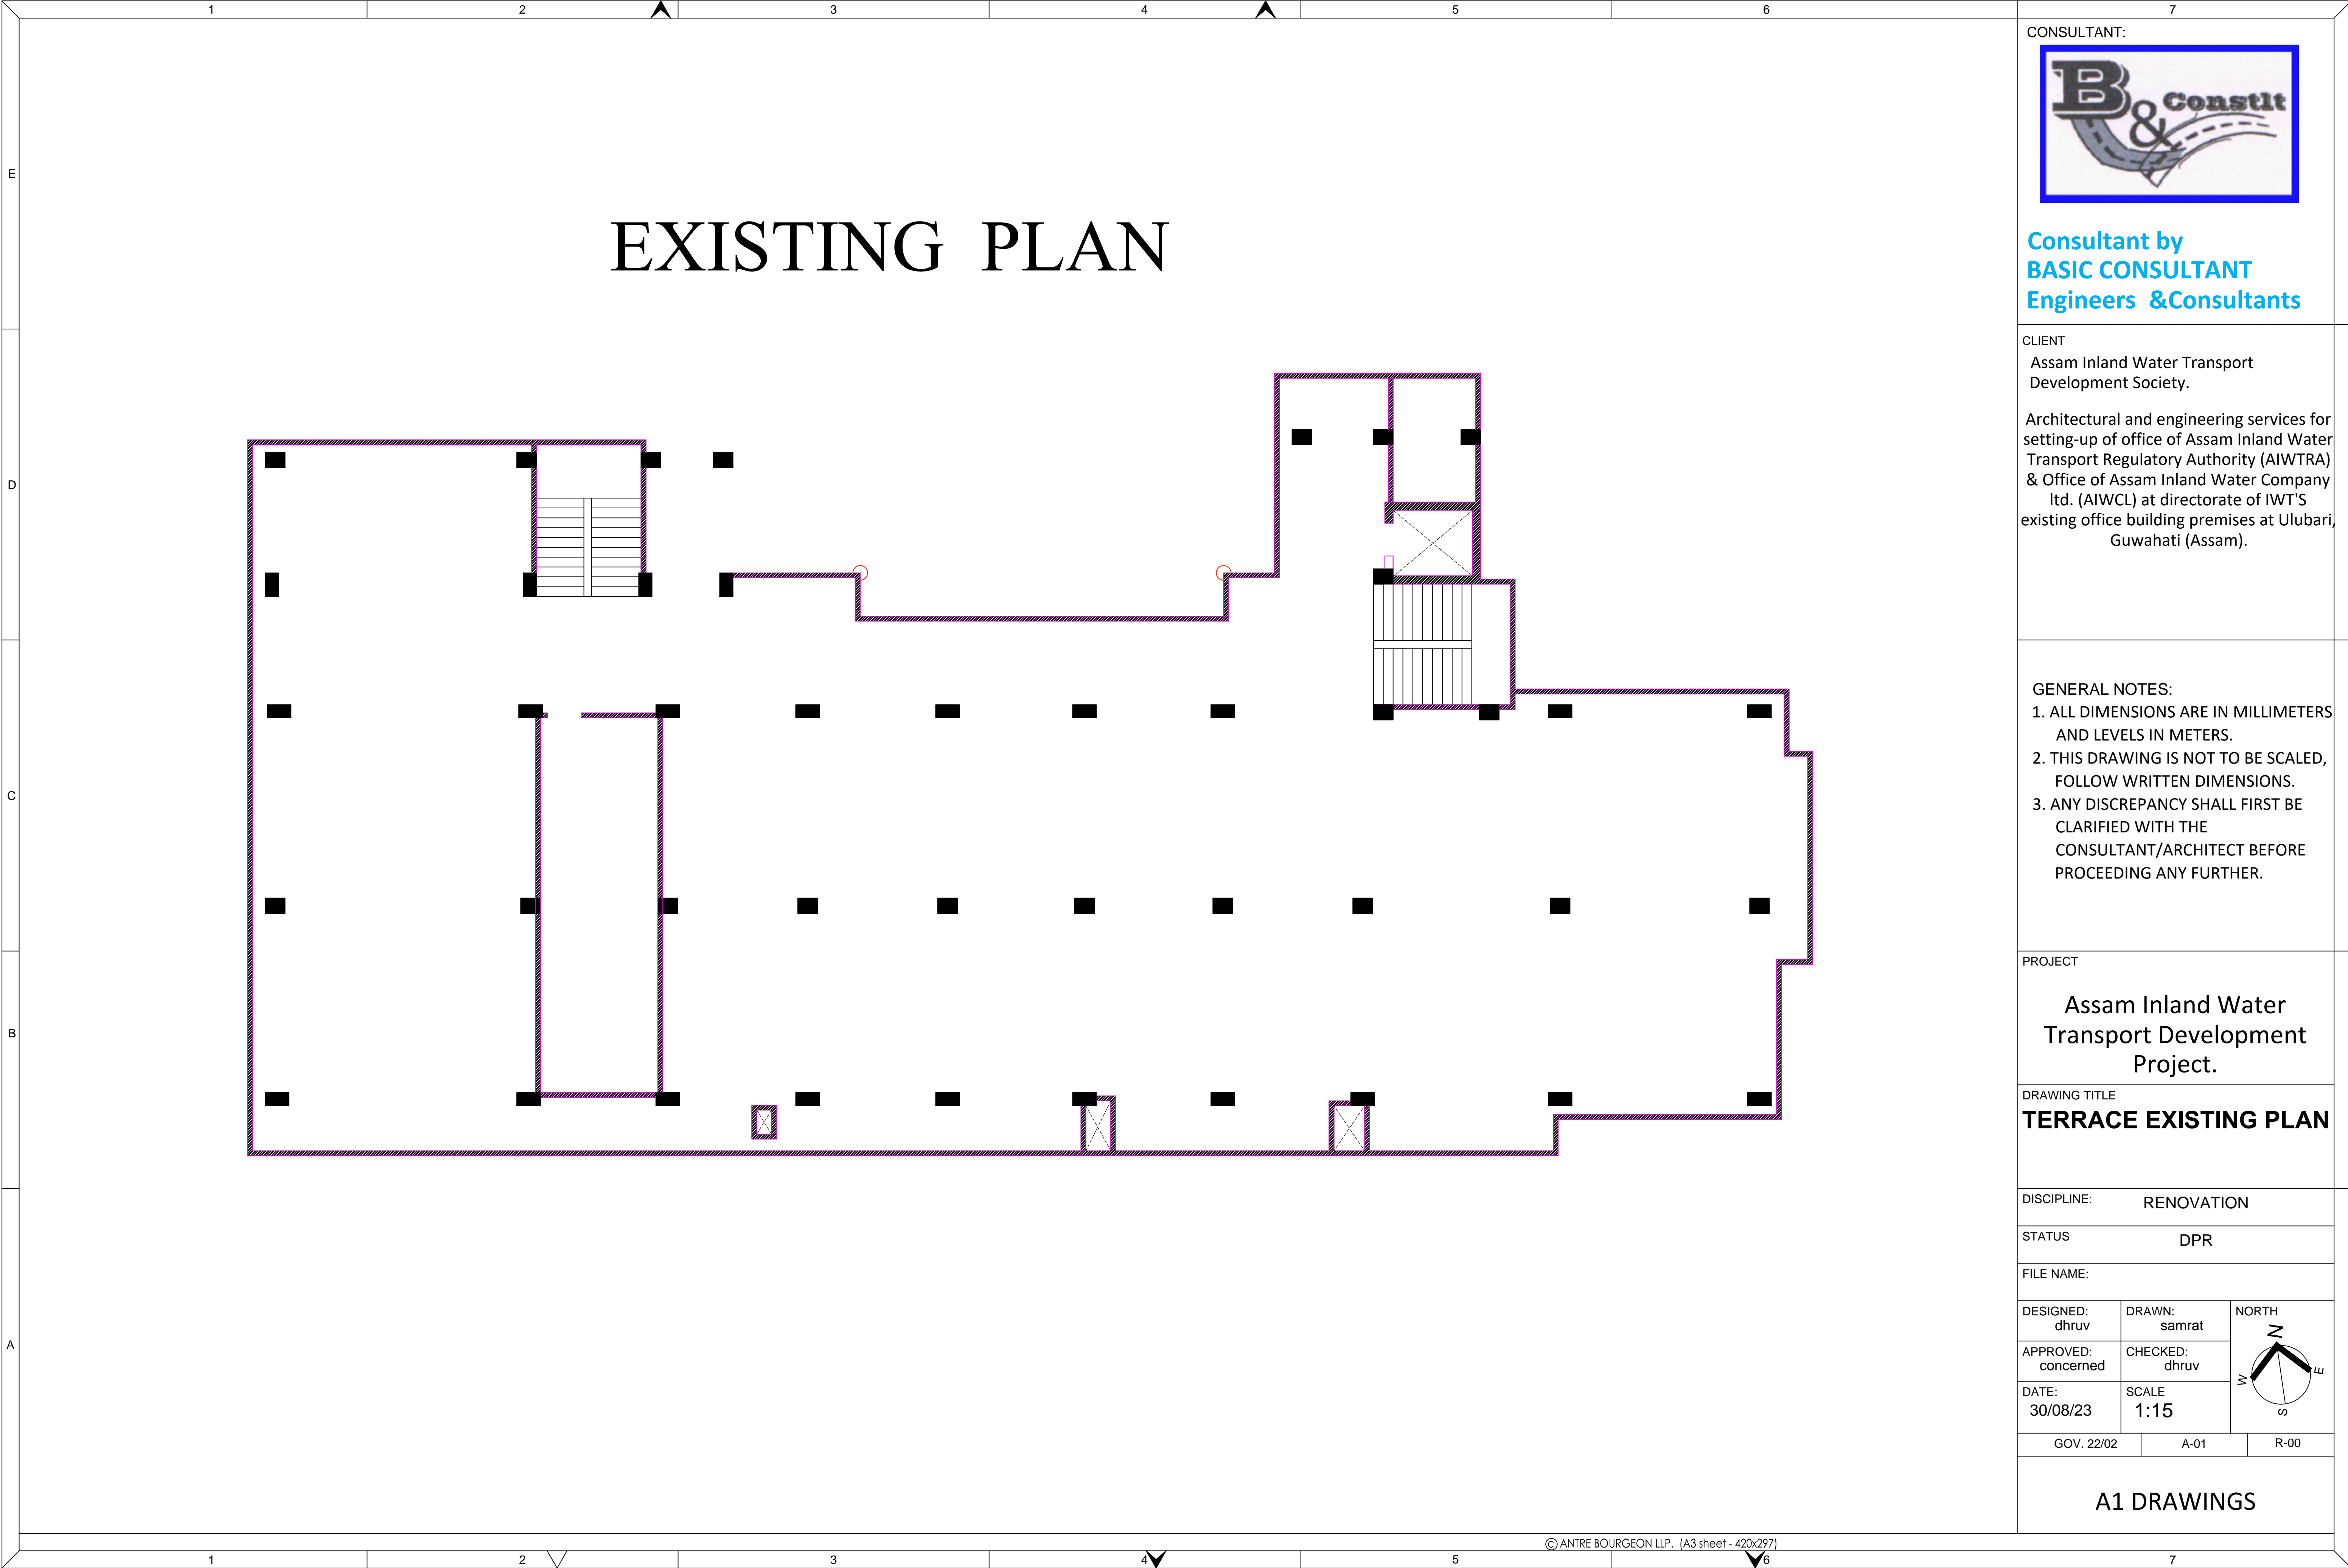 1 2 3 4 5 6 7
E
D
C
B
A
EXISTING PLAN
CONSULTANT:
B & Constlt
Consultant by
BASIC CONSULTANT
Engineers &Consultants
CLIENT
Assam Inland Water Transport
Development Society.
Architectural and engineering services for
setting-up of office of Assam Inland Water
Transport Regulatory Authority (AIWTRA)
& Office of Assam Inland Water Company
ltd. (AIWCL) at directorate of IWT'S
existing office building premises at Ulubari,
Guwahati (Assam).
GENERAL NOTES:
1. ALL DIMENSIONS ARE IN MILLIMETERS
AND LEVELS IN METERS.
2. THIS DRAWING IS NOT TO BE SCALED,
FOLLOW WRITTEN DIMENSIONS.
3. ANY DISCREPANCY SHALL FIRST BE
CLARIFIED WITH THE
CONSULTANT/ARCHITECT BEFORE
PROCEEDING ANY FURTHER.
PROJECT
Assam Inland Water
Transport Development
Project.
DRAWING TITLE
TERRACE EXISTING PLAN
DISCIPLINE: RENOVATION
STATUS DPR
FILE NAME:
DESIGNED: DRAWN: NORTH
dhruv samrat
N
APPROVED: CHECKED:
concerned dhruv
W E
DATE: SCALE
30/08/23 1:15
S
GOV. 22/02 A-01 R-00
A1 DRAWINGS
© ANTRE BOURGEON LLP. (A3 sheet - 420x297)
1 2 3 4 5 6 7